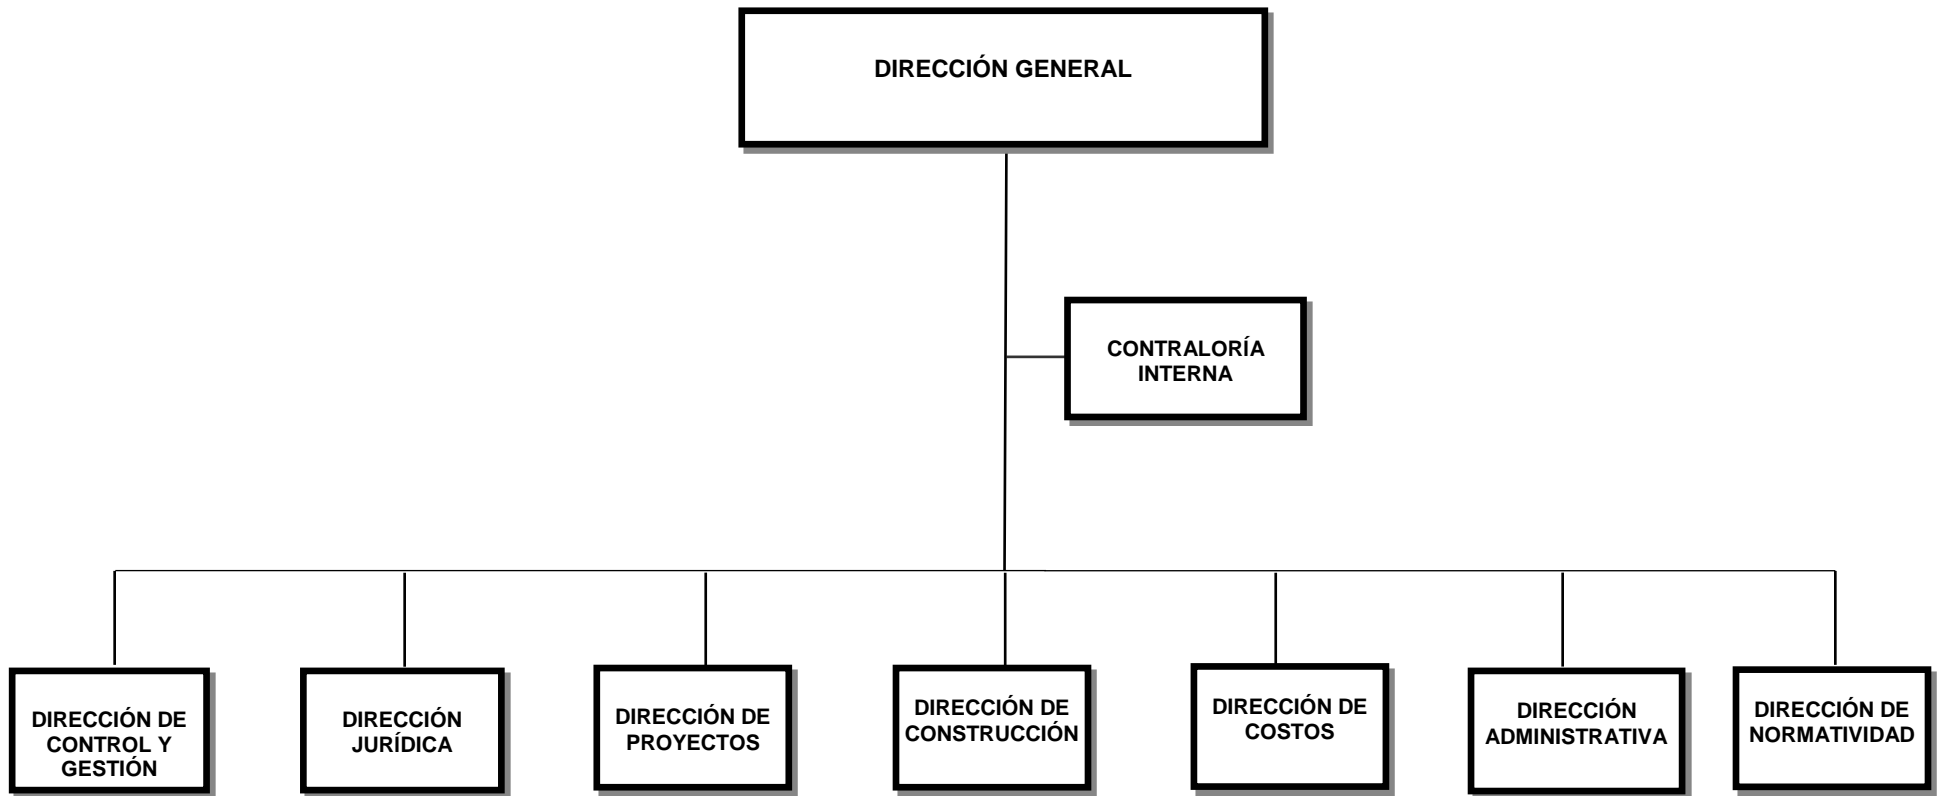 DIRECCIÓN GENERAL
CONTRALORÍA
INTERNA
DIRECCIÓN DE
CONTROL Y
GESTIÓN
DIRECCIÓN
JURÍDICA
DIRECCIÓN DE
PROYECTOS
DIRECCIÓN DE
CONSTRUCCIÓN
DIRECCIÓN DE
COSTOS
DIRECCIÓN
ADMINISTRATIVA
DIRECCIÓN DE
NORMATIVIDAD